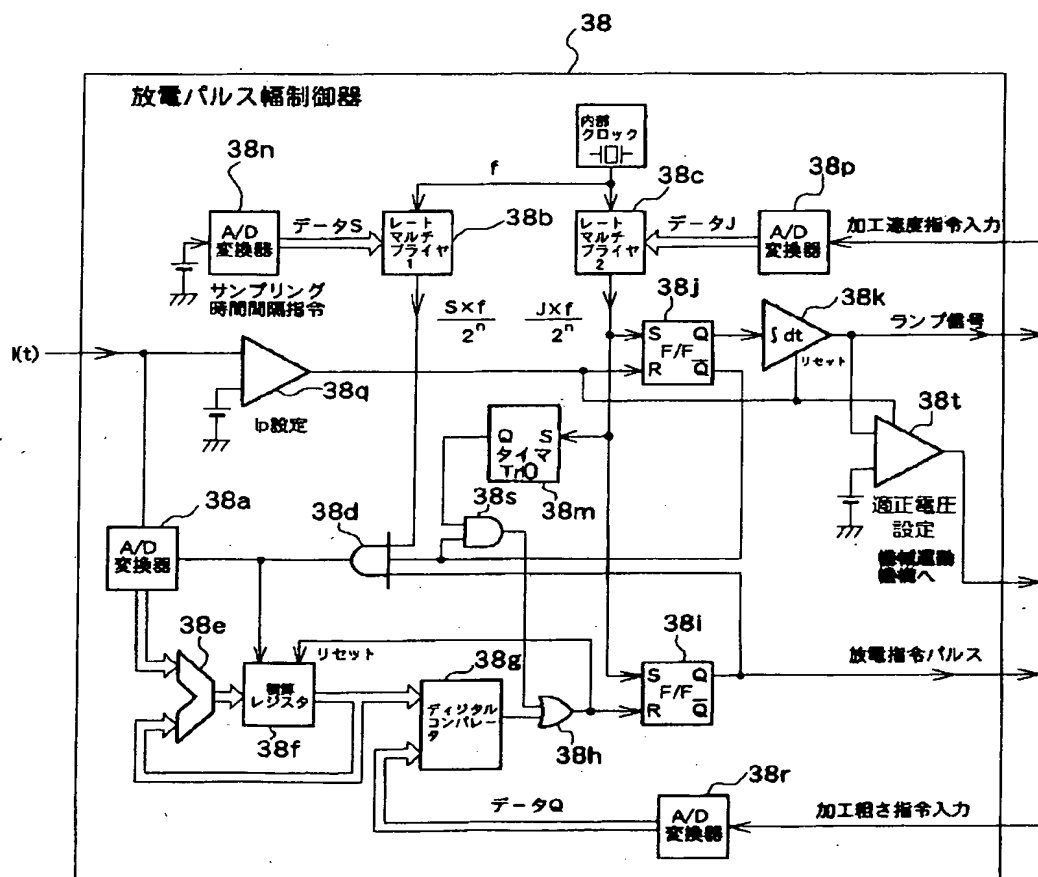 38
放電パルス幅制御器
内部
クロック
38n
f
38c
38p
A/D
変換器
データS
レート
マルチ
プライヤ
1
38b
レート
マルチ
プライヤ
2
データJ
A/D
変換器
加工速度指令入力
サンプリング
時間間隔指令
S×f
2ⁿ
J×f
2ⁿ
38j
38k
I(t)
S Q
F/F
R Q̅
∫dt
ランプ信号
リセット
38q
Ip設定
38t
Q S
タイマ
38m
38s
適正電圧
設定
38a
38d
A/D
変換器
機械運動
機構へ
38e
38i
リセット
38g
放電指令パルス
積算
レジスタ
38f
ディジタル
コンパレー
タ
S Q
F/F
R Q̅
38h
38r
データQ
A/D
変換器
加工粗さ指令入力